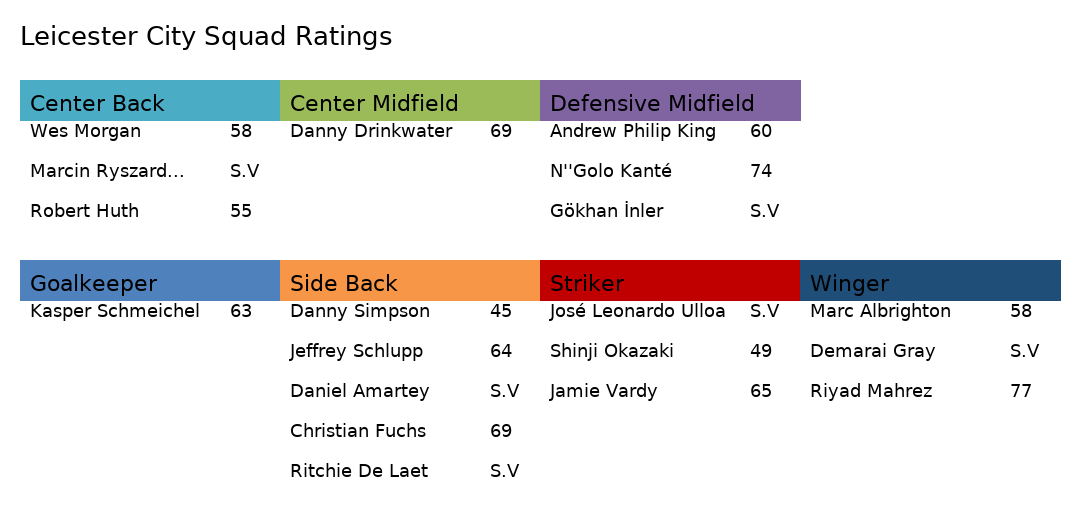 Leicester City Squad Ratings
Center Back Center Midfield Defensive Midfield
Wes Morgan 58 Danny Drinkwater 69 Andrew Philip King 60
Marcin Ryszard... S.V N''Golo Kanté 74
Robert Huth 55 Gökhan İnler S.V
Goalkeeper Side Back Striker Winger
Kasper Schmeichel 63 Danny Simpson 45 José Leonardo Ulloa S.V Marc Albrighton 58
Jeffrey Schlupp 64 Shinji Okazaki 49 Demarai Gray S.V
Daniel Amartey S.V Jamie Vardy 65 Riyad Mahrez 77
Christian Fuchs 69
Ritchie De Laet S.V